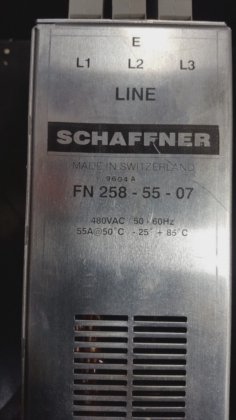 E
L1 L2 L3
LINE
SCHAFFNER
MADE IN SWITZERLAND
9604A
FN 258 - 55 - 07
480VAC / 50 - 60Hz
55A@50°C - 25° + 85°C